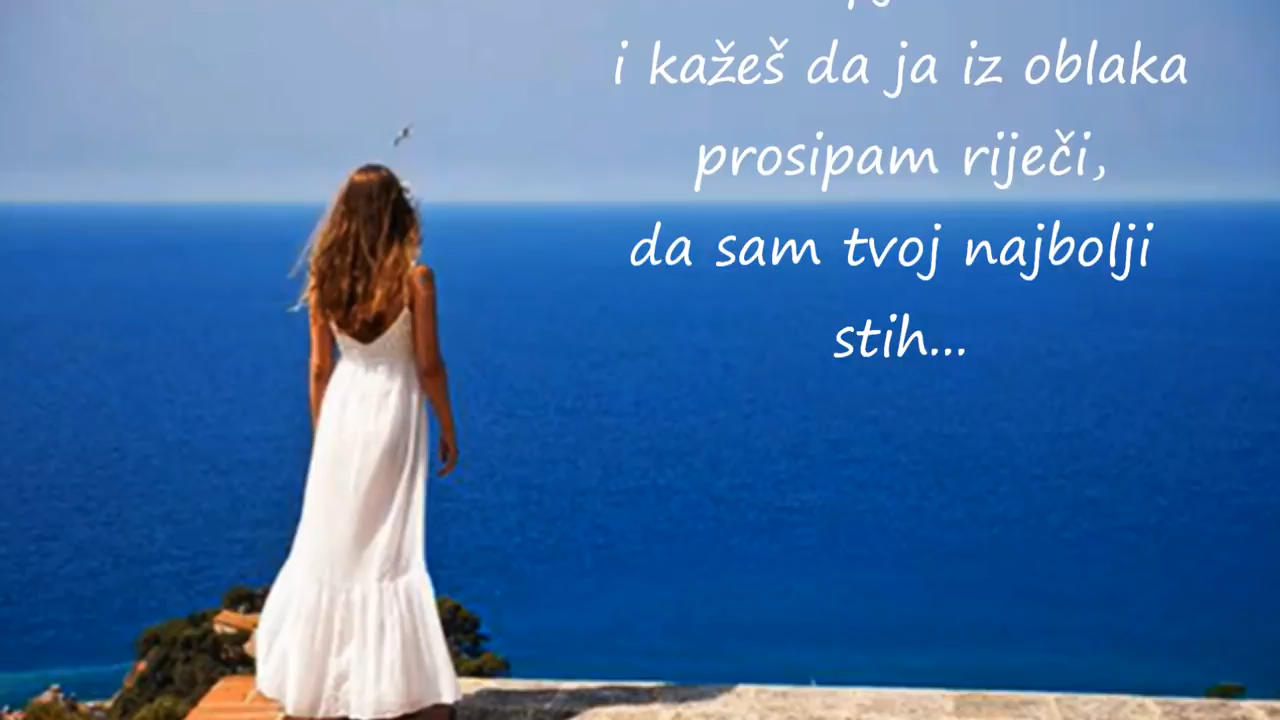 i kažeš da ja iz oblaka
prosipam riječi,
da sam tvoj najbolji
stih...